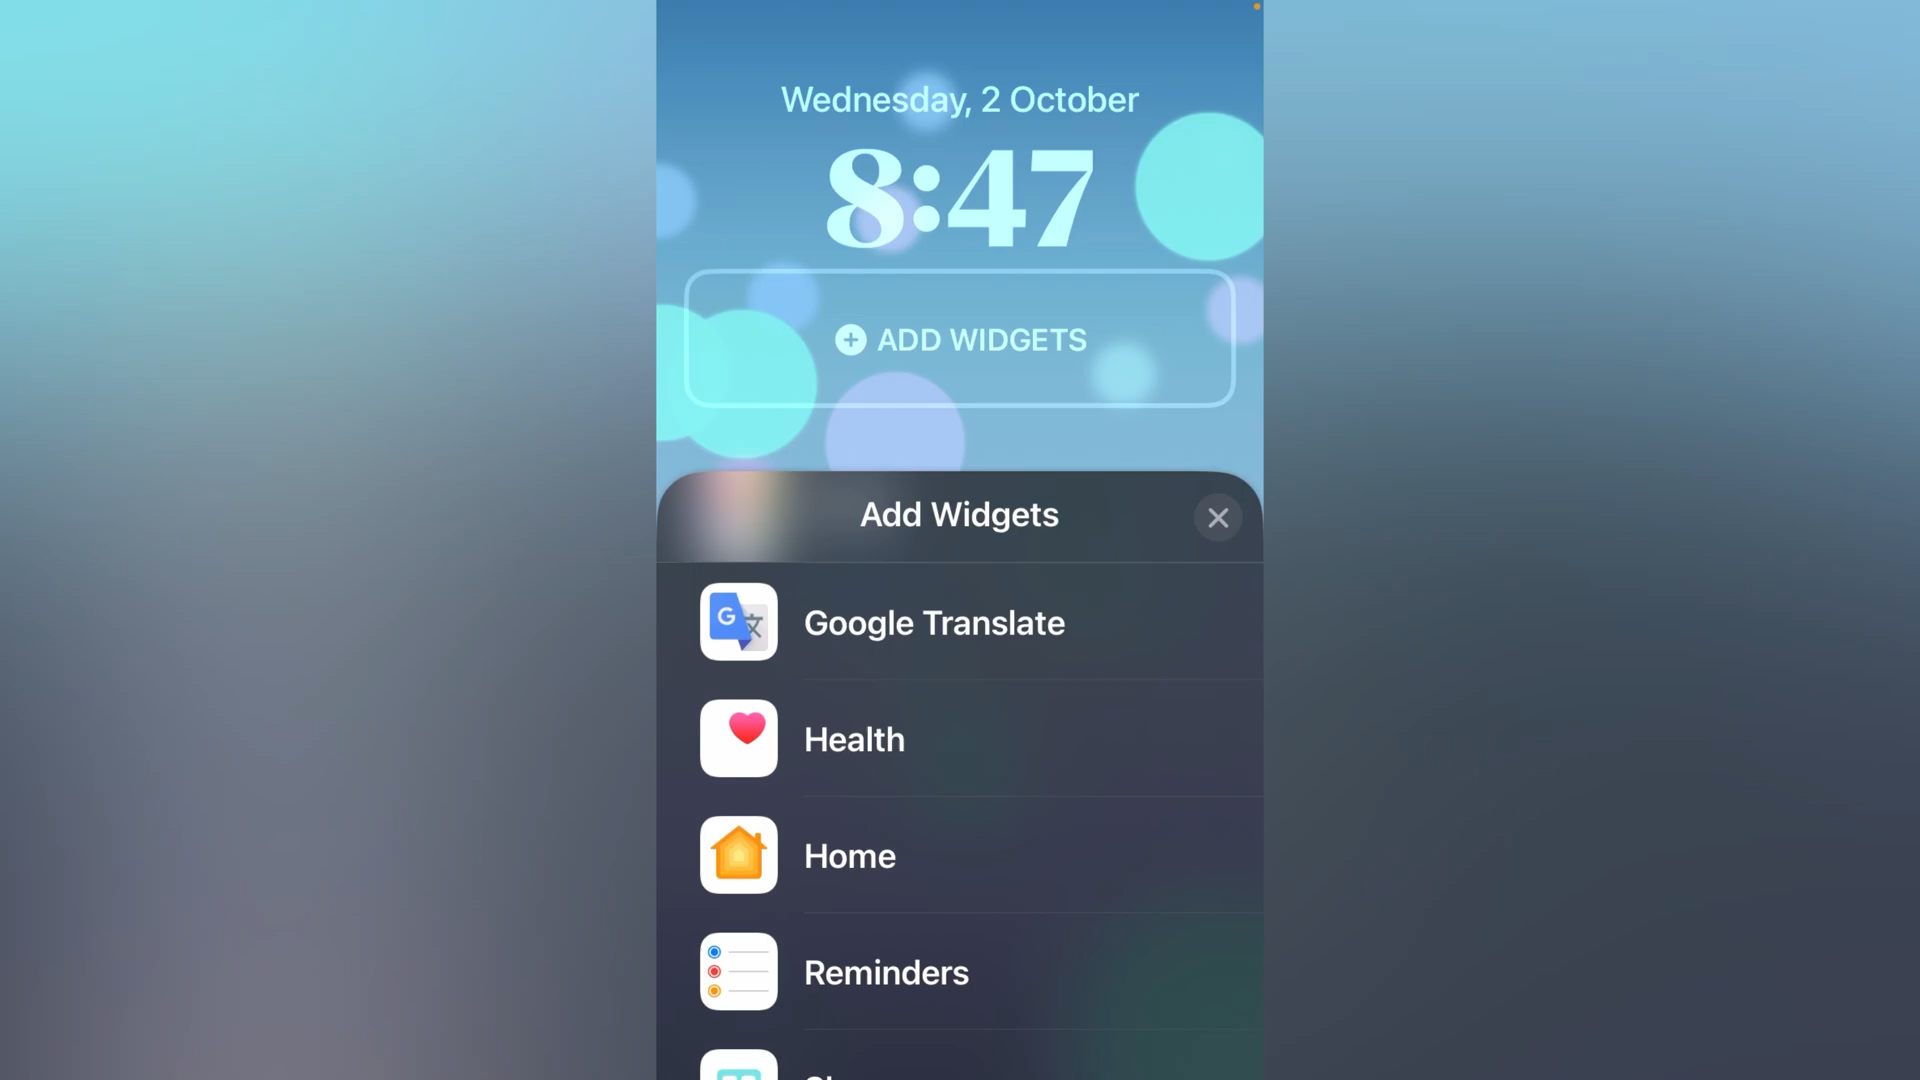 Wednesday, 2 October
8:47
ADD WIDGETS
Add Widgets
Google Translate
Health
Home
Reminders